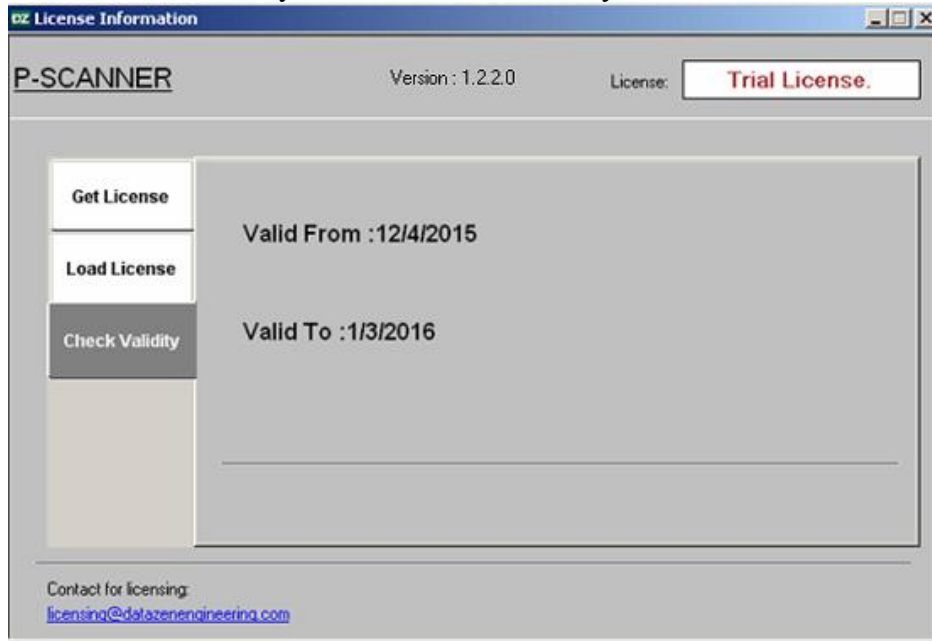 DZ License Information
P-SCANNER
Version : 1.2.2.0
License:
Trial License.
Get License
Load License
Check Validity
Valid From :12/4/2015
Valid To :1/3/2016
Contact for licensing:
licensing@datazenengineering.com